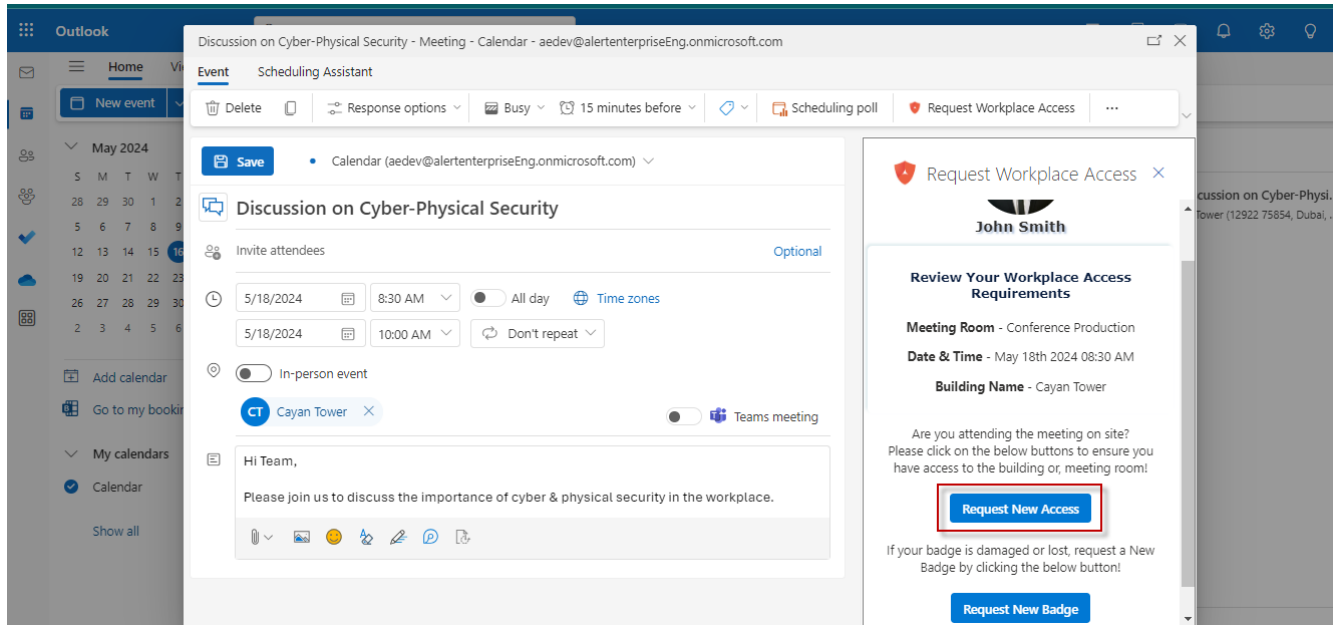 Outlook
Discussion on Cyber-Physical Security - Meeting - Calendar - aedev@alertenterpriseEng.onmicrosoft.com
Home
Event Scheduling Assistant
New event
Delete Response options Busy 15 minutes before Scheduling poll Request Workplace Access ...
May 2024
S M T W T
28 29 30 1 2
5 6 7 8 9
12 13 14 15 16
19 20 21 22 23
26 27 28 29 30
2 3 4 5 6
Add calendar
Go to my bookin
My calendars
Calendar
Show all
Save • Calendar (aedev@alertenterpriseEng.onmicrosoft.com)
Discussion on Cyber-Physical Security
Invite attendees Optional
5/18/2024 8:30 AM All day Time zones
5/18/2024 10:00 AM Don't repeat
In-person event
CT Cayan Tower Teams meeting
Hi Team,
Please join us to discuss the importance of cyber & physical security in the workplace.
Request Workplace Access
John Smith
Review Your Workplace Access
Requirements
Meeting Room - Conference Production
Date & Time - May 18th 2024 08:30 AM
Building Name - Cayan Tower
Are you attending the meeting on site?
Please click on the below buttons to ensure you
have access to the building or, meeting room!
Request New Access
If your badge is damaged or lost, request a New
Badge by clicking the below button!
Request New Badge
cussion on Cyber-Physi.
Tower (12922 75854, Dubai, .